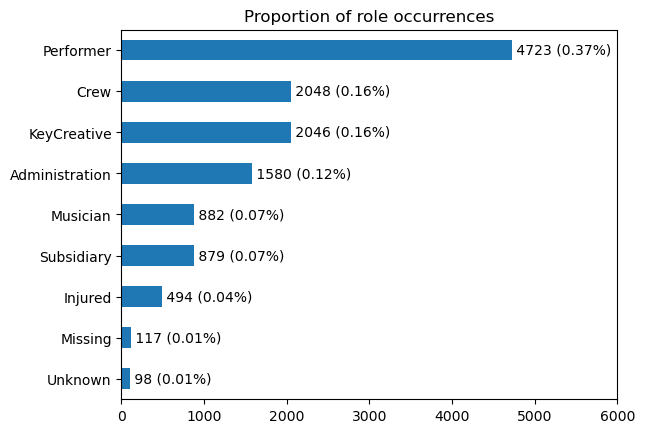 Proportion of role occurrences
Performer 4723 (0.37%)
Crew 2048 (0.16%)
KeyCreative 2046 (0.16%)
Administration 1580 (0.12%)
Musician 882 (0.07%)
Subsidiary 879 (0.07%)
Injured 494 (0.04%)
Missing 117 (0.01%)
Unknown 98 (0.01%)
0 1000 2000 3000 4000 5000 6000